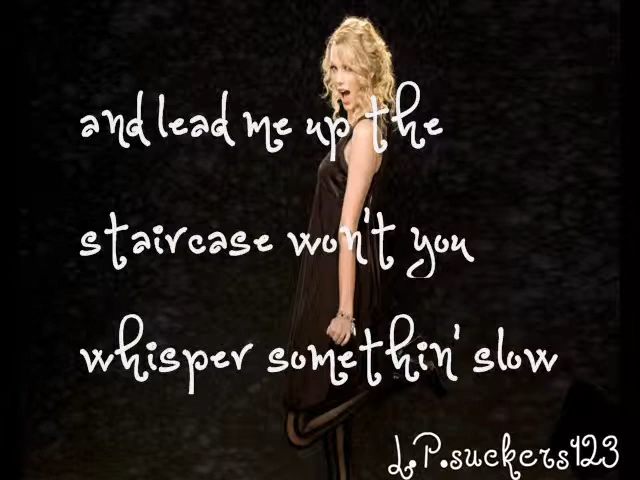 and lead me up the
staircase won't you
whisper somethin' slow
L.P.suckers123